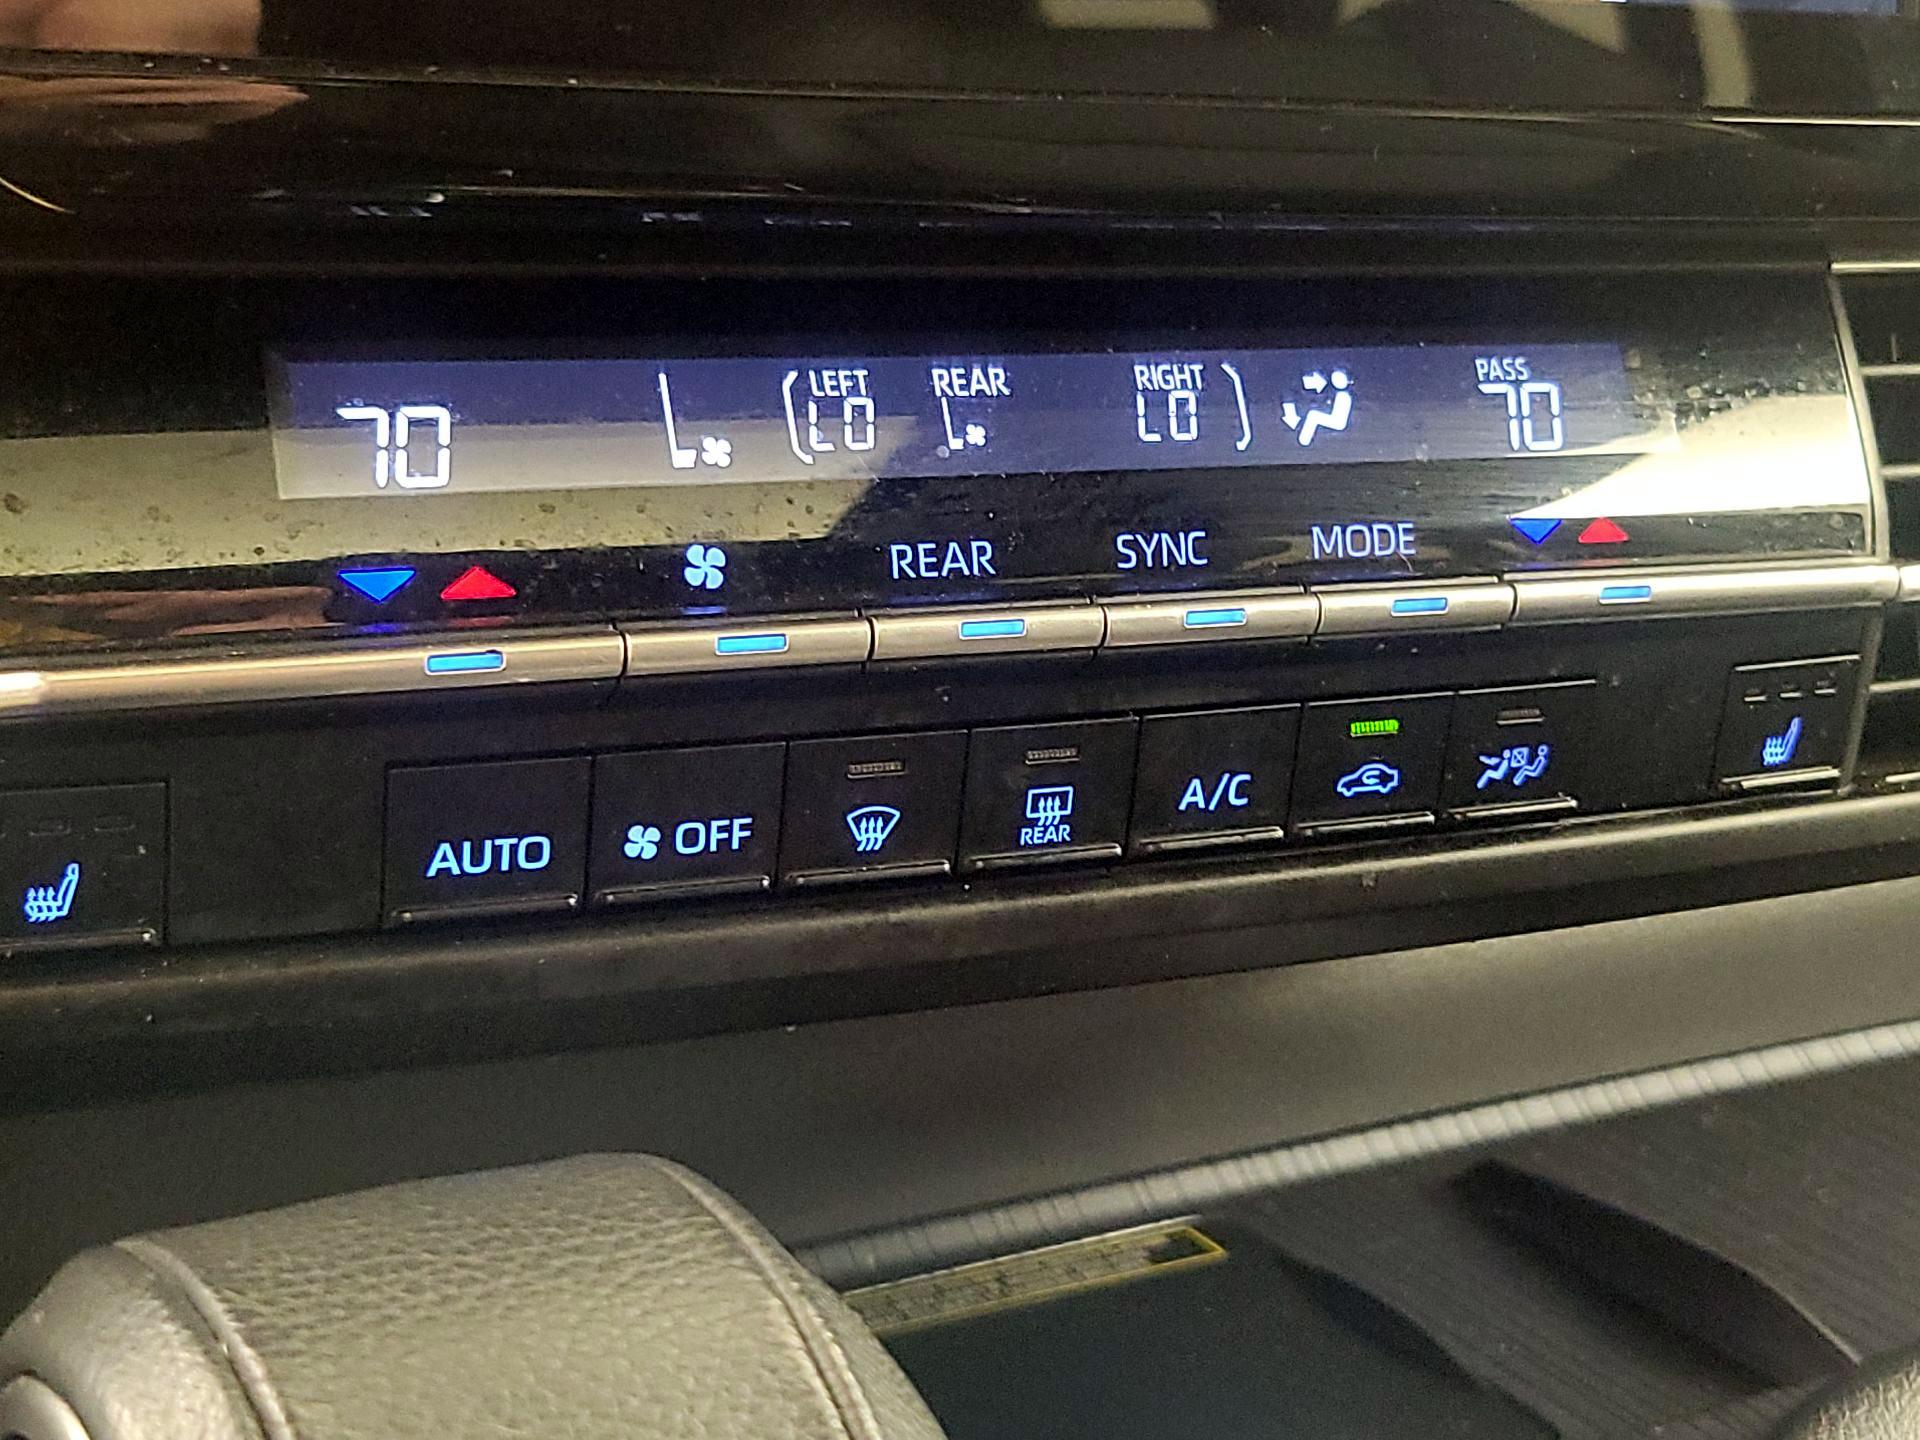 LEFT REAR RIGHT PASS
70 LO LO 70
REAR SYNC MODE
AUTO OFF REAR A/C